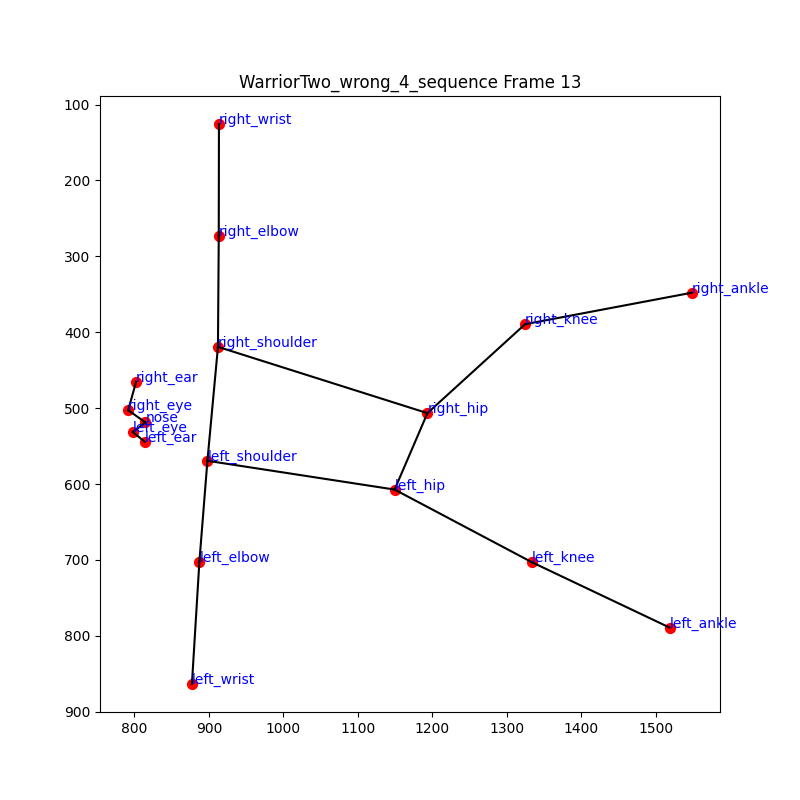 WarriorTwo_wrong_4_sequence Frame 13
100
right_wrist
200
right_elbow
300
right_ankle
right_knee
400
right_shoulder
right_ear
500
right_eye
right_hip
nose
left_eye
left_ear
left_shoulder
600
left_hip
700
left_elbow
left_knee
800
left_ankle
left_wrist
900
800 900 1000 1100 1200 1300 1400 1500